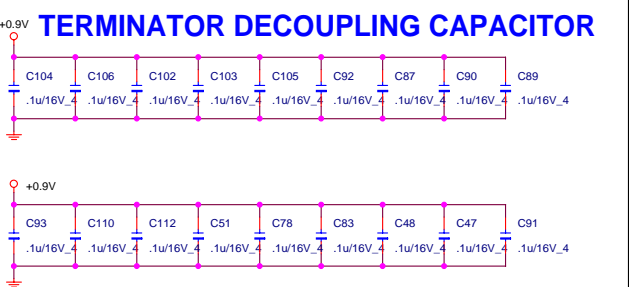 +0.9V TERMINATOR DECOUPLING CAPACITOR
C104 C106 C102 C103 C105 C92 C87 C90 C89
.1u/16V_4 .1u/16V_4 .1u/16V_4 .1u/16V_4 .1u/16V_4 .1u/16V_4 .1u/16V_4 .1u/16V_4 .1u/16V_4
+0.9V
C93 C110 C112 C51 C78 C83 C48 C47 C91
.1u/16V_4 .1u/16V_4 .1u/16V_4 .1u/16V_4 .1u/16V_4 .1u/16V_4 .1u/16V_4 .1u/16V_4 .1u/16V_4